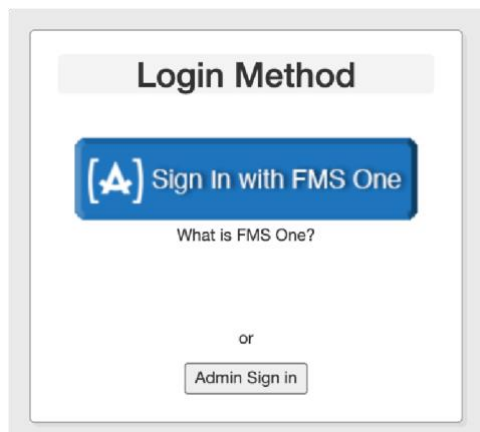 Login Method
[A] Sign In with FMS One
What is FMS One?
or
Admin Sign in